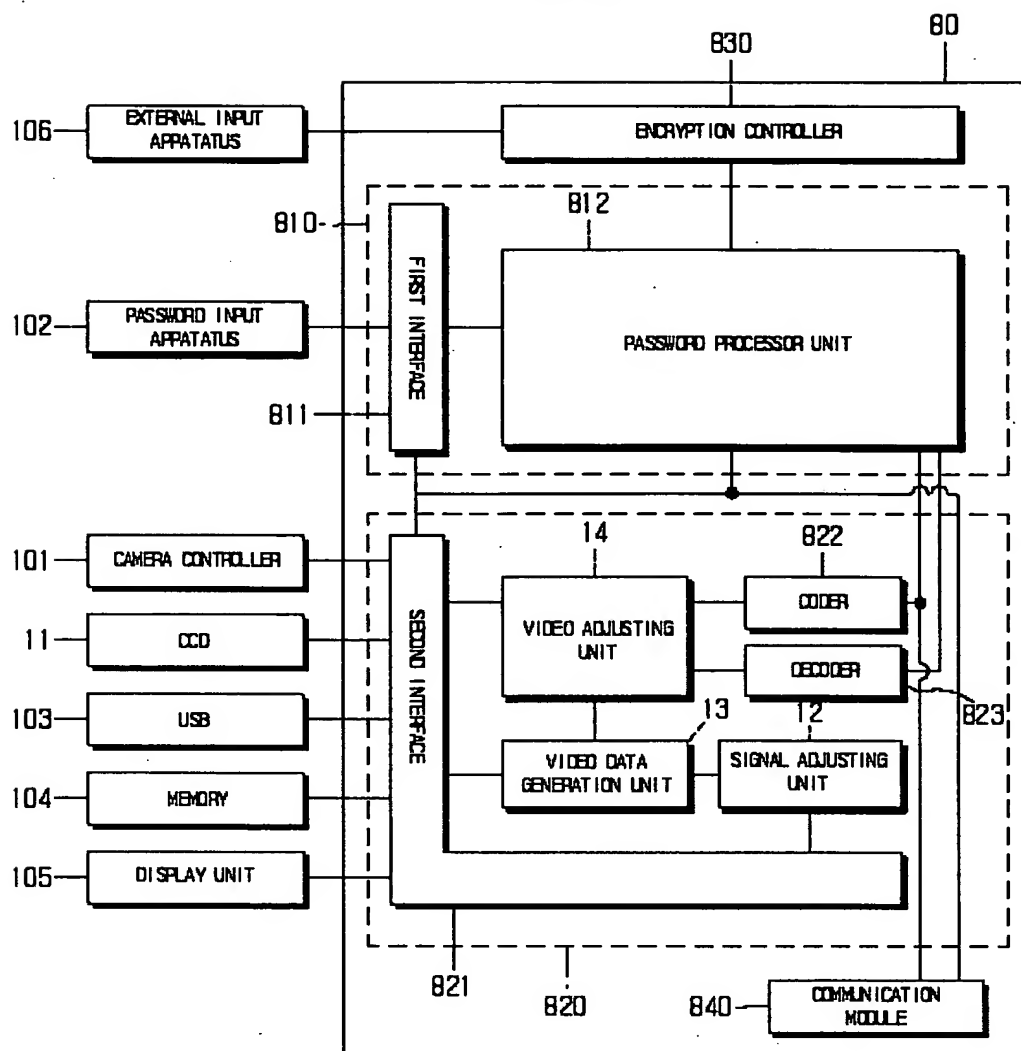 80
830
EXTERNAL INPUT
APPATATUS
106
ENCRYPTION CONTROLLER
810
812
FIRST INTERFACE
PASSWORD PROCESSOR UNIT
102
PASSWORD INPUT
APPATATUS
811
14
822
101
CAMERA CONTROLLER
SECOND INTERFACE
VIDEO ADJUSTING
UNIT
CODER
11
CCD
DECODER
823
103
USB
13
12
VIDEO DATA
GENERATION UNIT
SIGNAL ADJUSTING
UNIT
104
MEMORY
105
DISPLAY UNIT
821
820
840
COMMUNICATION
MODULE